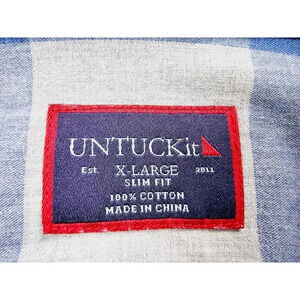 UNTUCKit
Est. X-LARGE 2011
SLIM FIT
100% COTTON
MADE IN CHINA